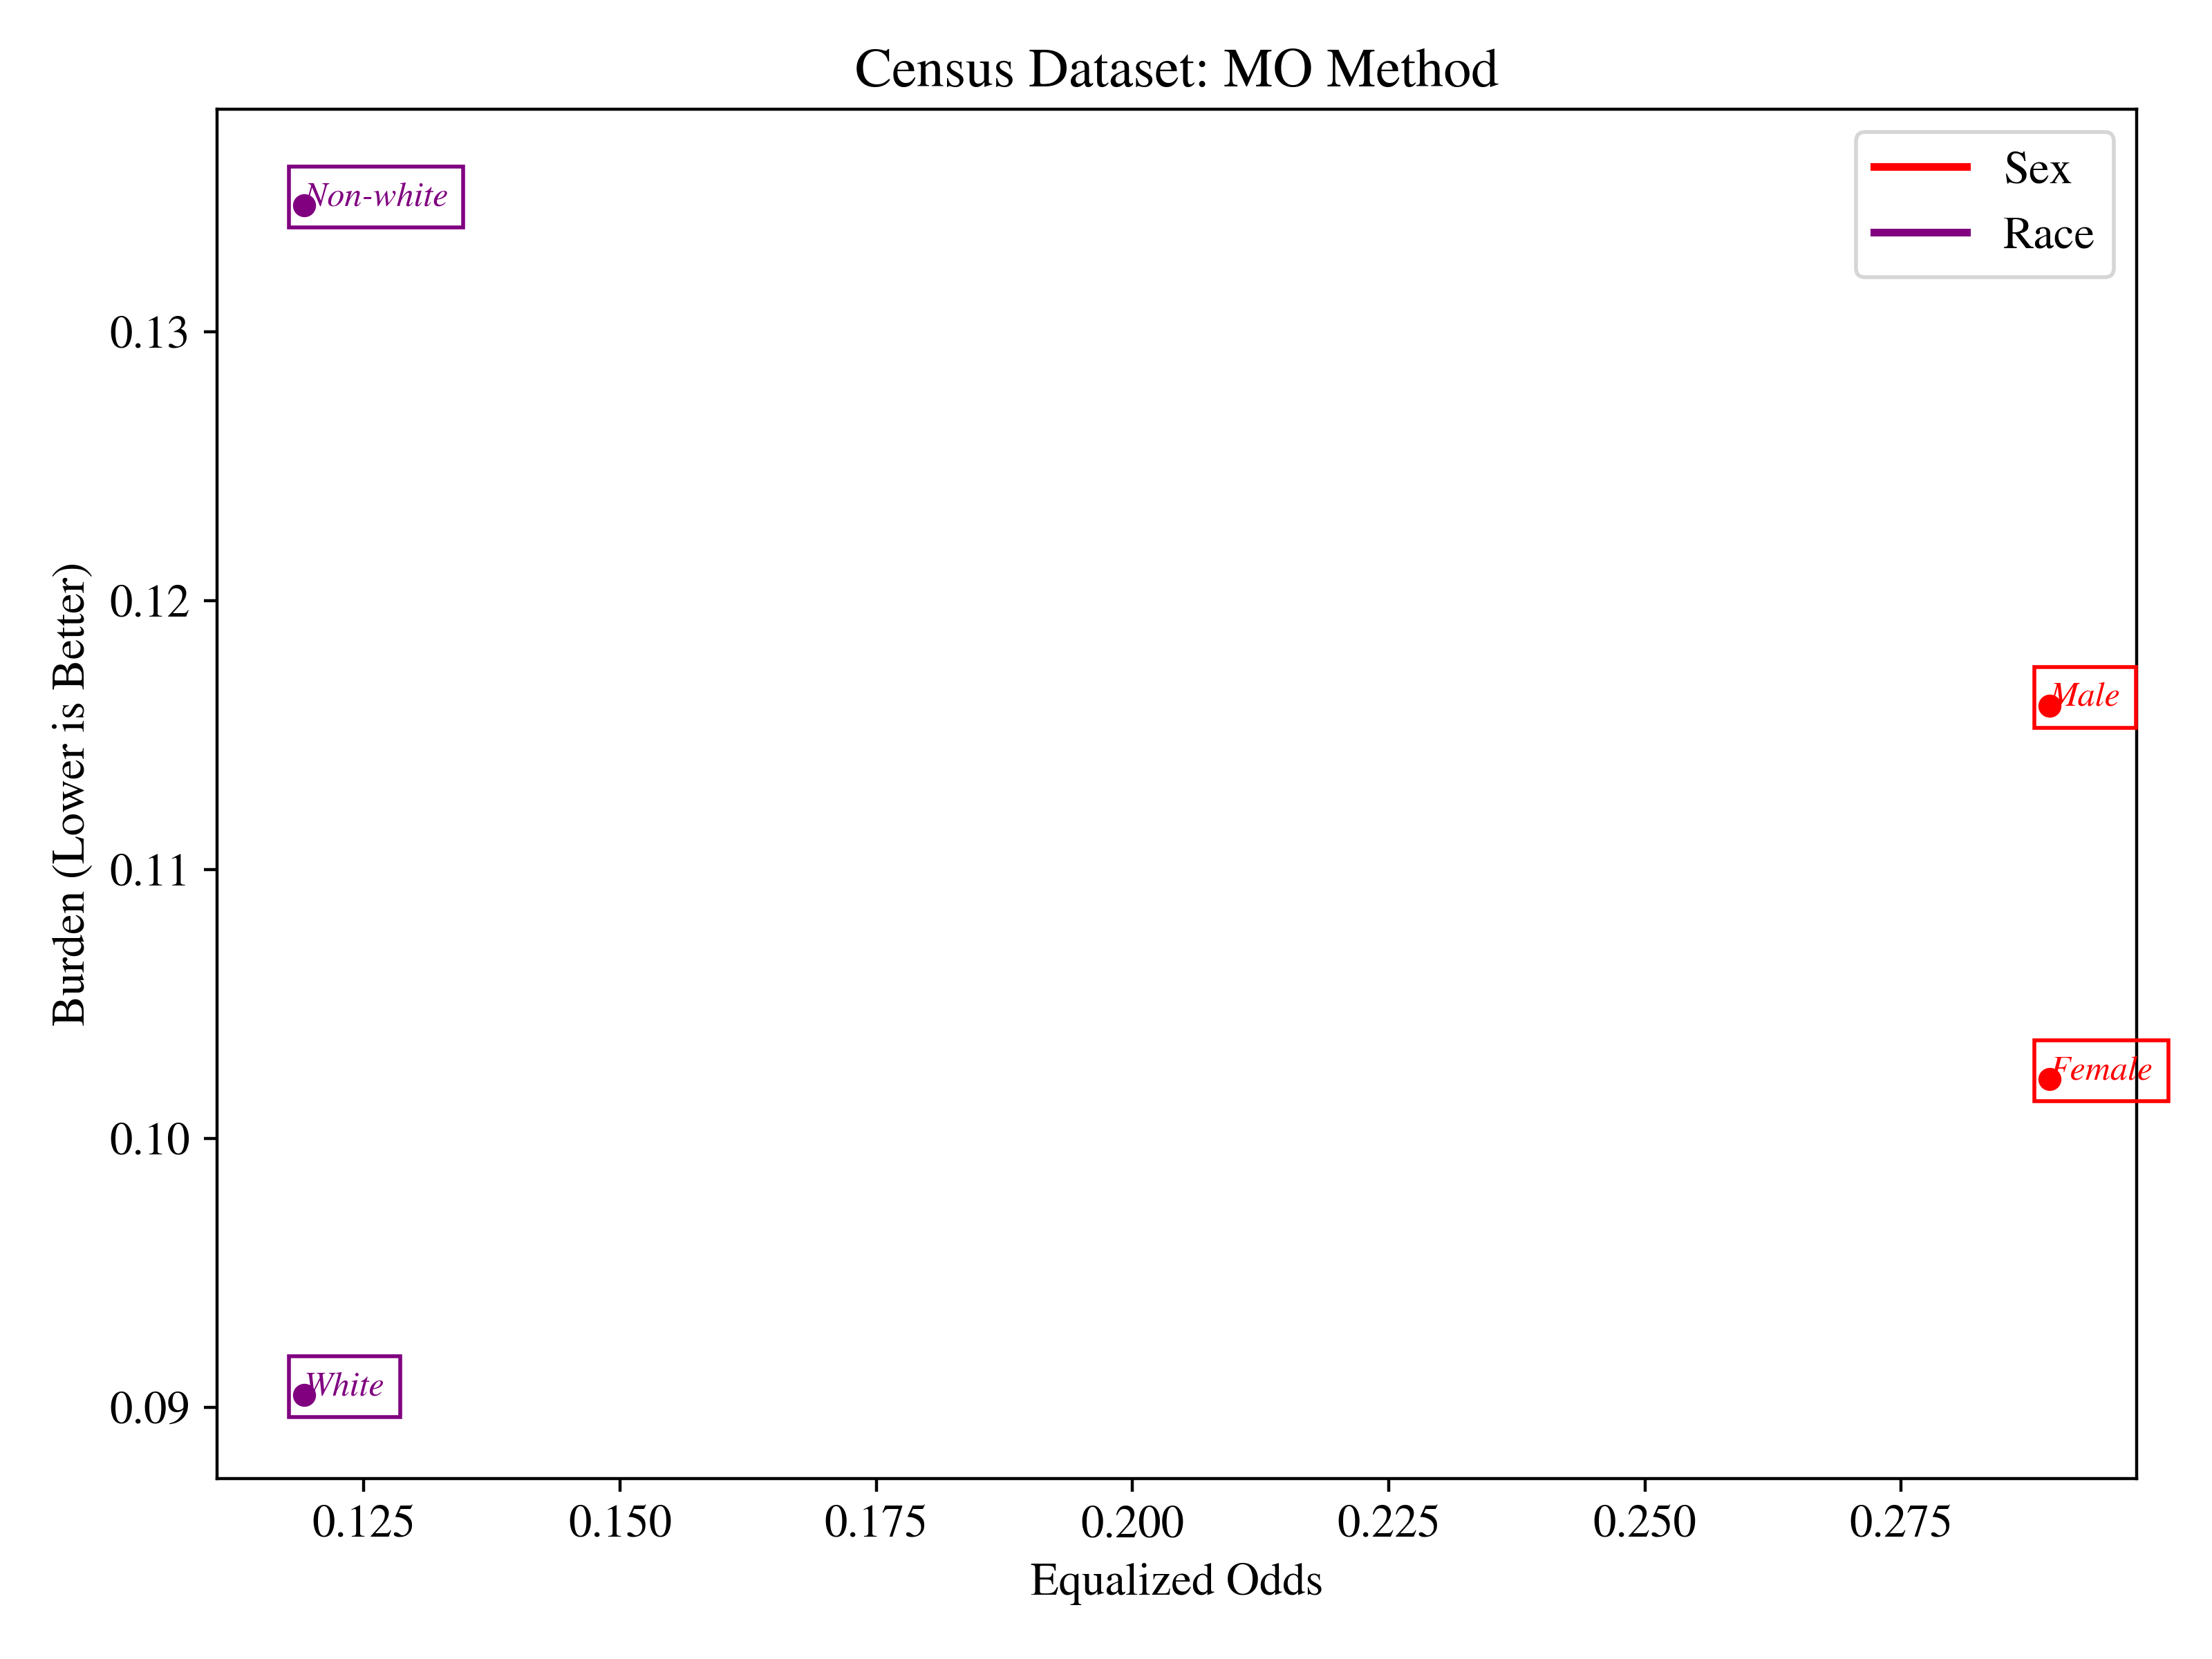 Census Dataset: MO Method
Sex
Race
Non-white
Male
Female
White
Burden (Lower is Better)
0.13
0.12
0.11
0.10
0.09
0.125 0.150 0.175 0.200 0.225 0.250 0.275
Equalized Odds